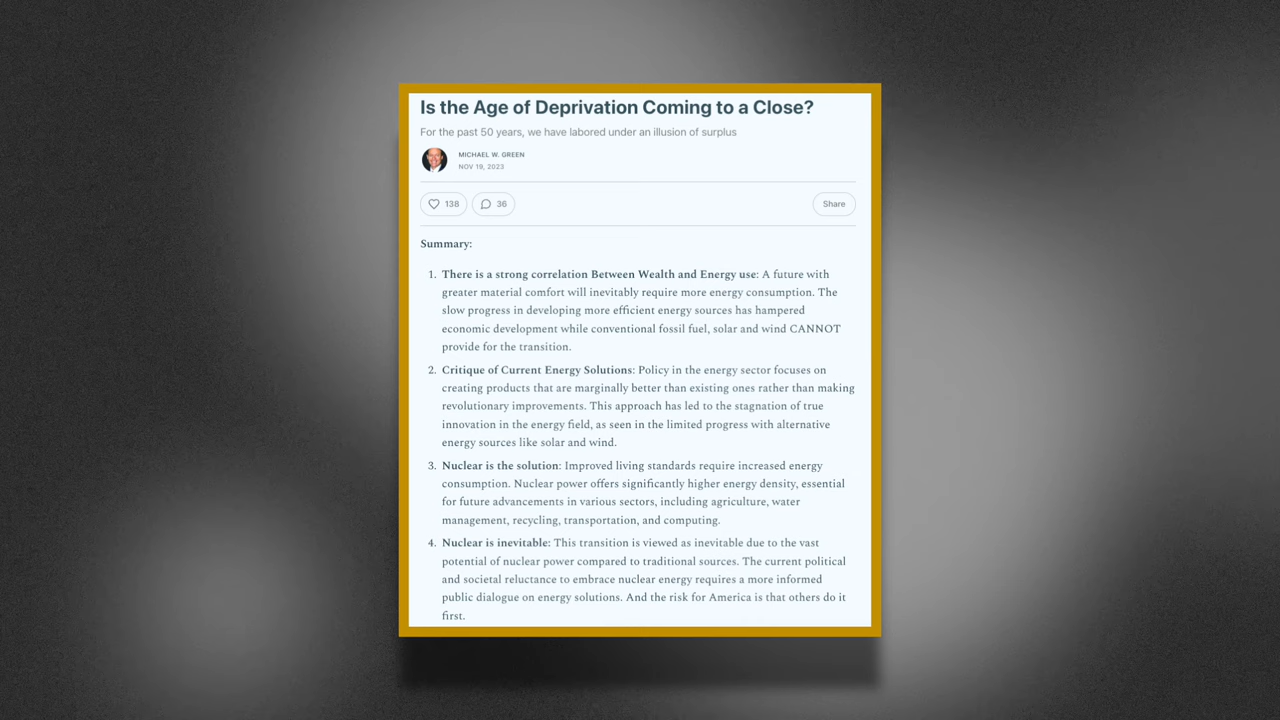 Is the Age of Deprivation Coming to a Close?
For the past 50 years, we have labored under an illusion of surplus
MICHAEL W. GREEN
NOV 19, 2023
138
36
Share
Summary:
1. There is a strong correlation Between Wealth and Energy use: A future with
greater material comfort will inevitably require more energy consumption. The
slow progress in developing more efficient energy sources has hampered
economic development while conventional fossil fuel, solar and wind CANNOT
provide for the transition.
2. Critique of Current Energy Solutions: Policy in the energy sector focuses on
creating products that are marginally better than existing ones rather than making
revolutionary improvements. This approach has led to the stagnation of true
innovation in the energy field, as seen in the limited progress with alternative
energy sources like solar and wind.
3. Nuclear is the solution: Improved living standards require increased energy
consumption. Nuclear power offers significantly higher energy density, essential
for future advancements in various sectors, including agriculture, water
management, recycling, transportation, and computing.
4. Nuclear is inevitable: This transition is viewed as inevitable due to the vast
potential of nuclear power compared to traditional sources. The current political
and societal reluctance to embrace nuclear energy requires a more informed
public dialogue on energy solutions. And the risk for America is that others do it
first.